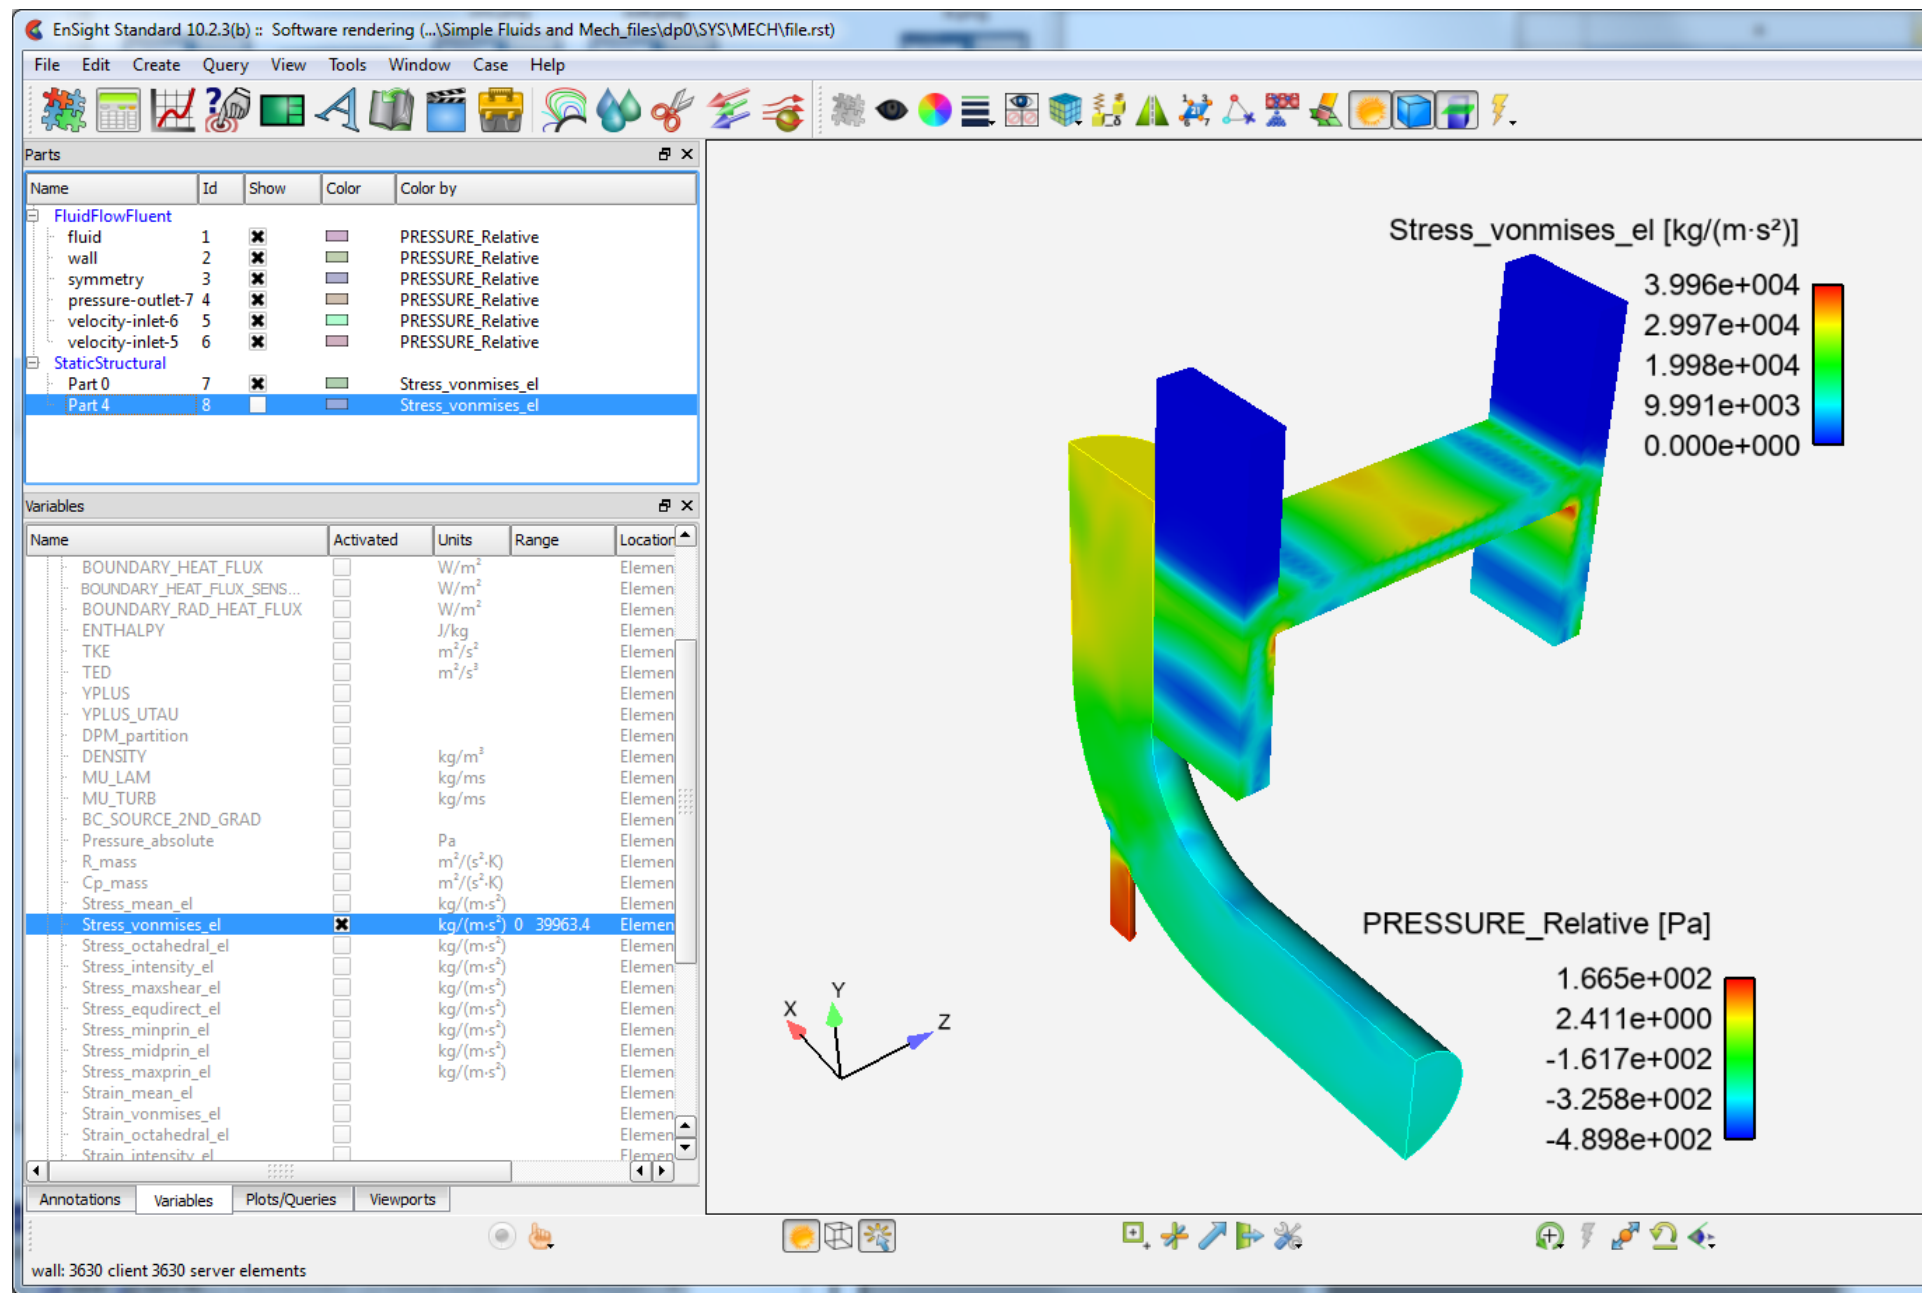 EnSight Standard 10.2.3(b) :: Software rendering (...\Simple Fluids and Mech_files\dp0\SYS\MECH\file.rst)
File Edit Create Query View Tools Window Case Help
Parts
Name Id Show Color Color by
FluidFlowFluent
fluid 1 PRESSURE_Relative
wall 2 PRESSURE_Relative
symmetry 3 PRESSURE_Relative
pressure-outlet-7 4 PRESSURE_Relative
velocity-inlet-6 5 PRESSURE_Relative
velocity-inlet-5 6 PRESSURE_Relative
StaticStructural
Part 0 7 Stress_vonmises_el
Part 4 8 Stress_vonmises_el
Variables
Name Activated Units Range Location
BOUNDARY_HEAT_FLUX W/m² Elemen
BOUNDARY_HEAT_FLUX_SENS... W/m² Elemen
BOUNDARY_RAD_HEAT_FLUX W/m² Elemen
ENTHALPY J/kg Elemen
TKE m²/s² Elemen
TED m²/s³ Elemen
YPLUS Elemen
YPLUS_UTAU Elemen
DPM_partition Elemen
DENSITY kg/m³ Elemen
MU_LAM kg/ms Elemen
MU_TURB kg/ms Elemen
BC_SOURCE_2ND_GRAD Elemen
Pressure_absolute Pa Elemen
R_mass m²/(s²·K) Elemen
Cp_mass m²/(s²·K) Elemen
Stress_mean_el kg/(m·s²) Elemen
Stress_vonmises_el kg/(m·s²) 0 39963.4 Elemen
Stress_octahedral_el kg/(m·s²) Elemen
Stress_intensity_el kg/(m·s²) Elemen
Stress_maxshear_el kg/(m·s²) Elemen
Stress_equdirect_el kg/(m·s²) Elemen
Stress_minprin_el kg/(m·s²) Elemen
Stress_midprin_el kg/(m·s²) Elemen
Stress_maxprin_el kg/(m·s²) Elemen
Strain_mean_el Elemen
Strain_vonmises_el Elemen
Strain_octahedral_el Elemen
Strain_intensity_el Elemen
Annotations Variables Plots/Queries Viewports
wall: 3630 client 3630 server elements
Stress_vonmises_el [kg/(m·s²)]
3.996e+004
2.997e+004
1.998e+004
9.991e+003
0.000e+000
X Y Z
PRESSURE_Relative [Pa]
1.665e+002
2.411e+000
-1.617e+002
-3.258e+002
-4.898e+002